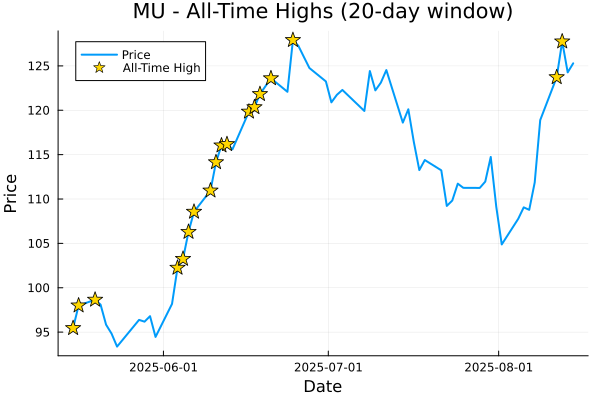 MU - All-Time Highs (20-day window)
Price
All-Time High
125
120
115
110
105
100
95
Price
2025-06-01
2025-07-01
2025-08-01
Date